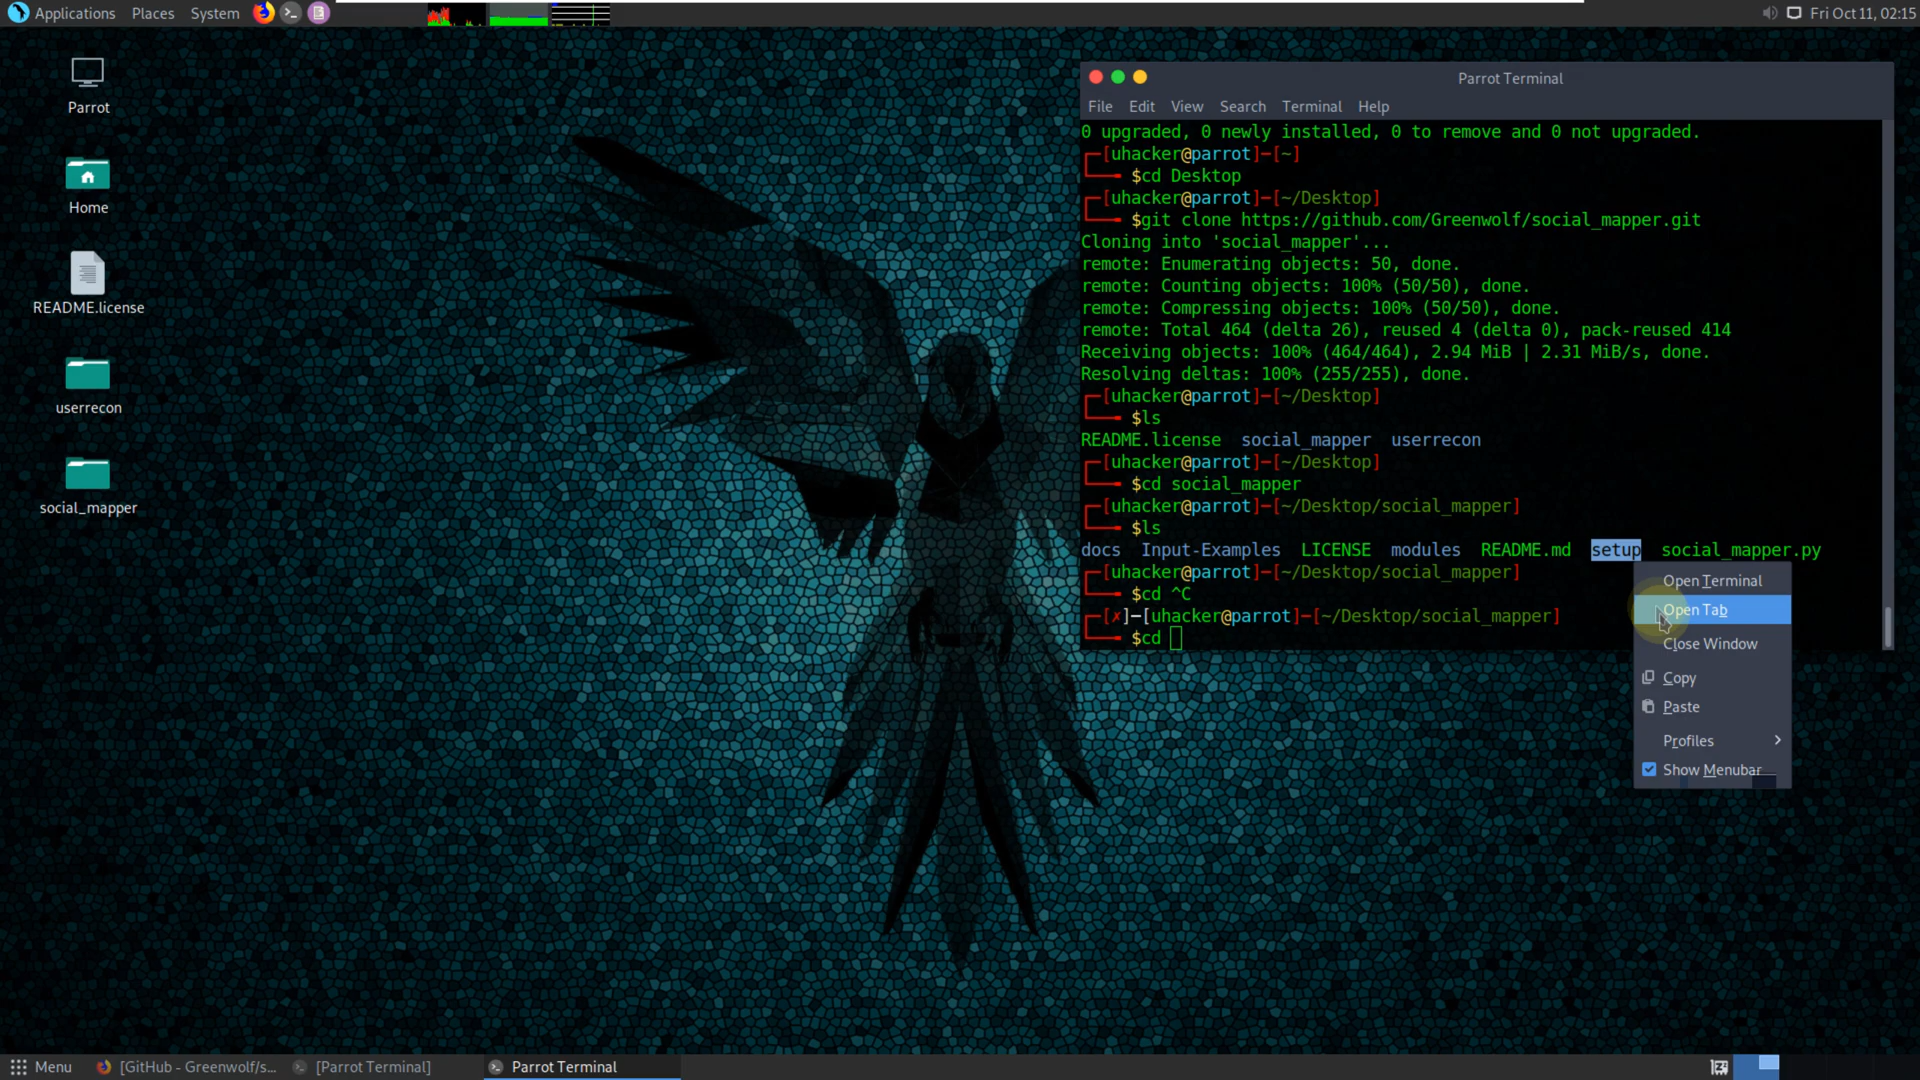 Applications Places System Fri Oct 11, 02:15
Parrot
Home
README.license
userrecon
social_mapper
Parrot Terminal
File Edit View Search Terminal Help
0 upgraded, 0 newly installed, 0 to remove and 0 not upgraded.
[uhacker@parrot]-[~]
$cd Desktop
[uhacker@parrot]-[~/Desktop]
$git clone https://github.com/Greenwolf/social_mapper.git
Cloning into 'social_mapper'...
remote: Enumerating objects: 50, done.
remote: Counting objects: 100% (50/50), done.
remote: Compressing objects: 100% (50/50), done.
remote: Total 464 (delta 26), reused 4 (delta 0), pack-reused 414
Receiving objects: 100% (464/464), 2.94 MiB | 2.31 MiB/s, done.
Resolving deltas: 100% (255/255), done.
[uhacker@parrot]-[~/Desktop]
$ls
README.license social_mapper userrecon
[uhacker@parrot]-[~/Desktop]
$cd social_mapper
[uhacker@parrot]-[~/Desktop/social_mapper]
$ls
docs Input-Examples LICENSE modules README.md setup social_mapper.py
[uhacker@parrot]-[~/Desktop/social_mapper]
$cd ^C
[✗]-[uhacker@parrot]-[~/Desktop/social_mapper]
$cd
Open Terminal
Open Tab
Close Window
Copy
Paste
Profiles
Show Menubar
Menu [GitHub - Greenwolf/s... [Parrot Terminal] Parrot Terminal